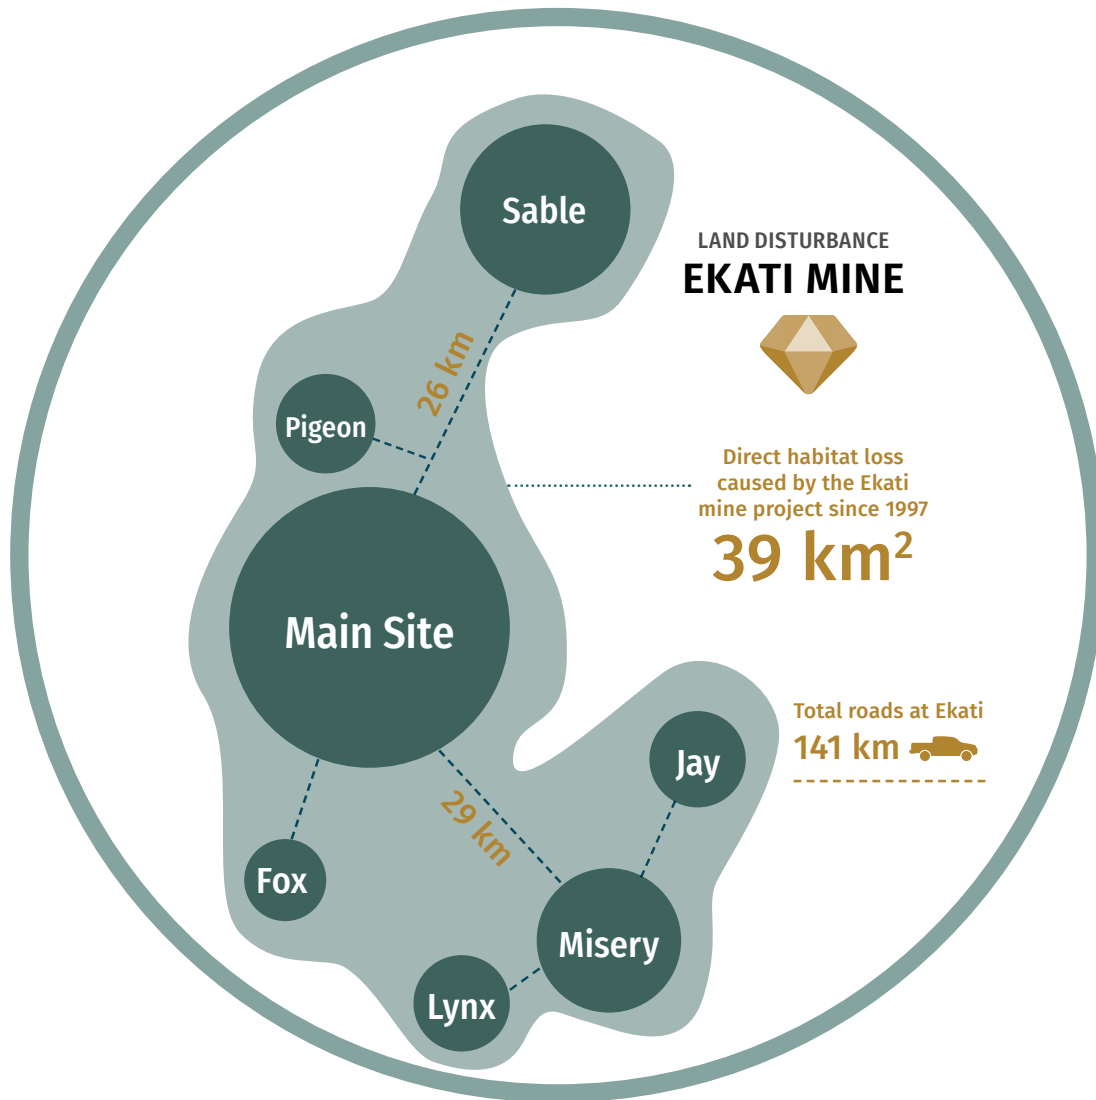 Sable
LAND DISTURBANCE
EKATI MINE
26 km
Pigeon
Direct habitat loss
caused by the Ekati
mine project since 1997
39 km²
Main Site
Total roads at Ekati
141 km
Jay
29 km
Fox
Misery
Lynx